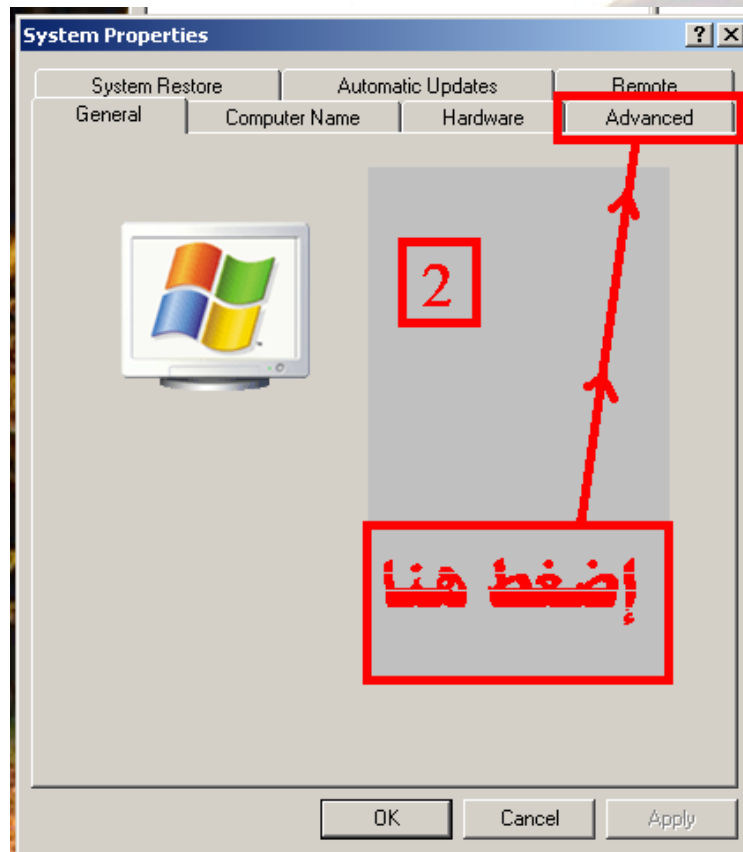 System Properties
System Restore Automatic Updates Remote
General Computer Name Hardware Advanced
2
إضغط هنا
OK Cancel Apply